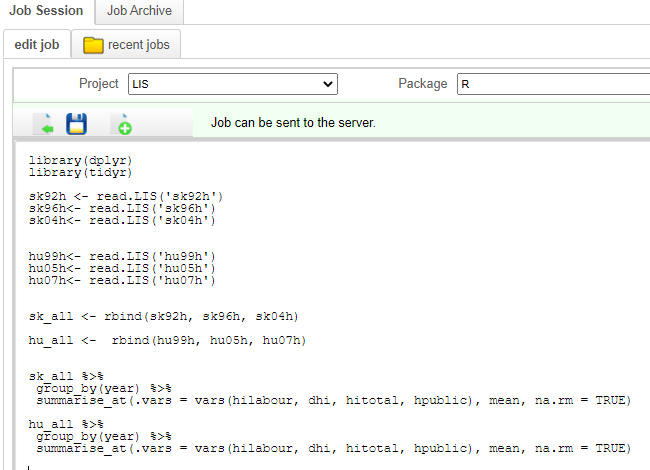 Job Session Job Archive
edit job recent jobs
Project LIS Package R
Job can be sent to the server.
library(dplyr)
library(tidyr)
sk92h <- read.LIS('sk92h')
sk96h<- read.LIS('sk96h')
sk04h<- read.LIS('sk04h')
hu99h<- read.LIS('hu99h')
hu05h<- read.LIS('hu05h')
hu07h<- read.LIS('hu07h')
sk_all <- rbind(sk92h, sk96h, sk04h)
hu_all <-  rbind(hu99h, hu05h, hu07h)
sk_all %>%
 group_by(year) %>%
 summarise_at(.vars = vars(hilabour, dhi, hitotal, hpublic), mean, na.rm = TRUE)
hu_all %>%
 group_by(year) %>%
 summarise_at(.vars = vars(hilabour, dhi, hitotal, hpublic), mean, na.rm = TRUE)